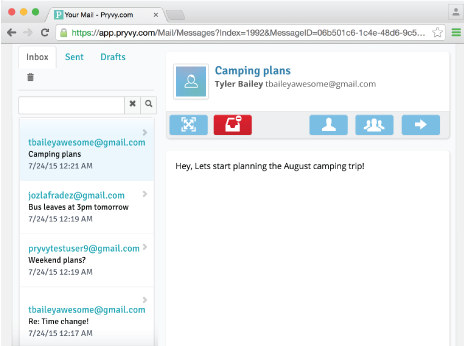 Your Mail - Pryvy.com
https://app.pryvy.com/Mail/Messages?Index=1992&MessageID=06b501c6-1c4e-48d6-9c5...
Inbox
Sent
Drafts
Camping plans
Tyler Bailey tbaileyawesome@gmail.com
tbaileyawesome@gmail.com
Camping plans
7/24/15 12:21 AM
jozlafradez@gmail.com
Bus leaves at 3pm tomorrow
7/24/15 12:19 AM
pryvytestuser9@gmail.com
Weekend plans?
7/24/15 12:19 AM
tbaileyawesome@gmail.com
Re: Time change!
7/24/15 12:17 AM
Hey, Lets start planning the August camping trip!